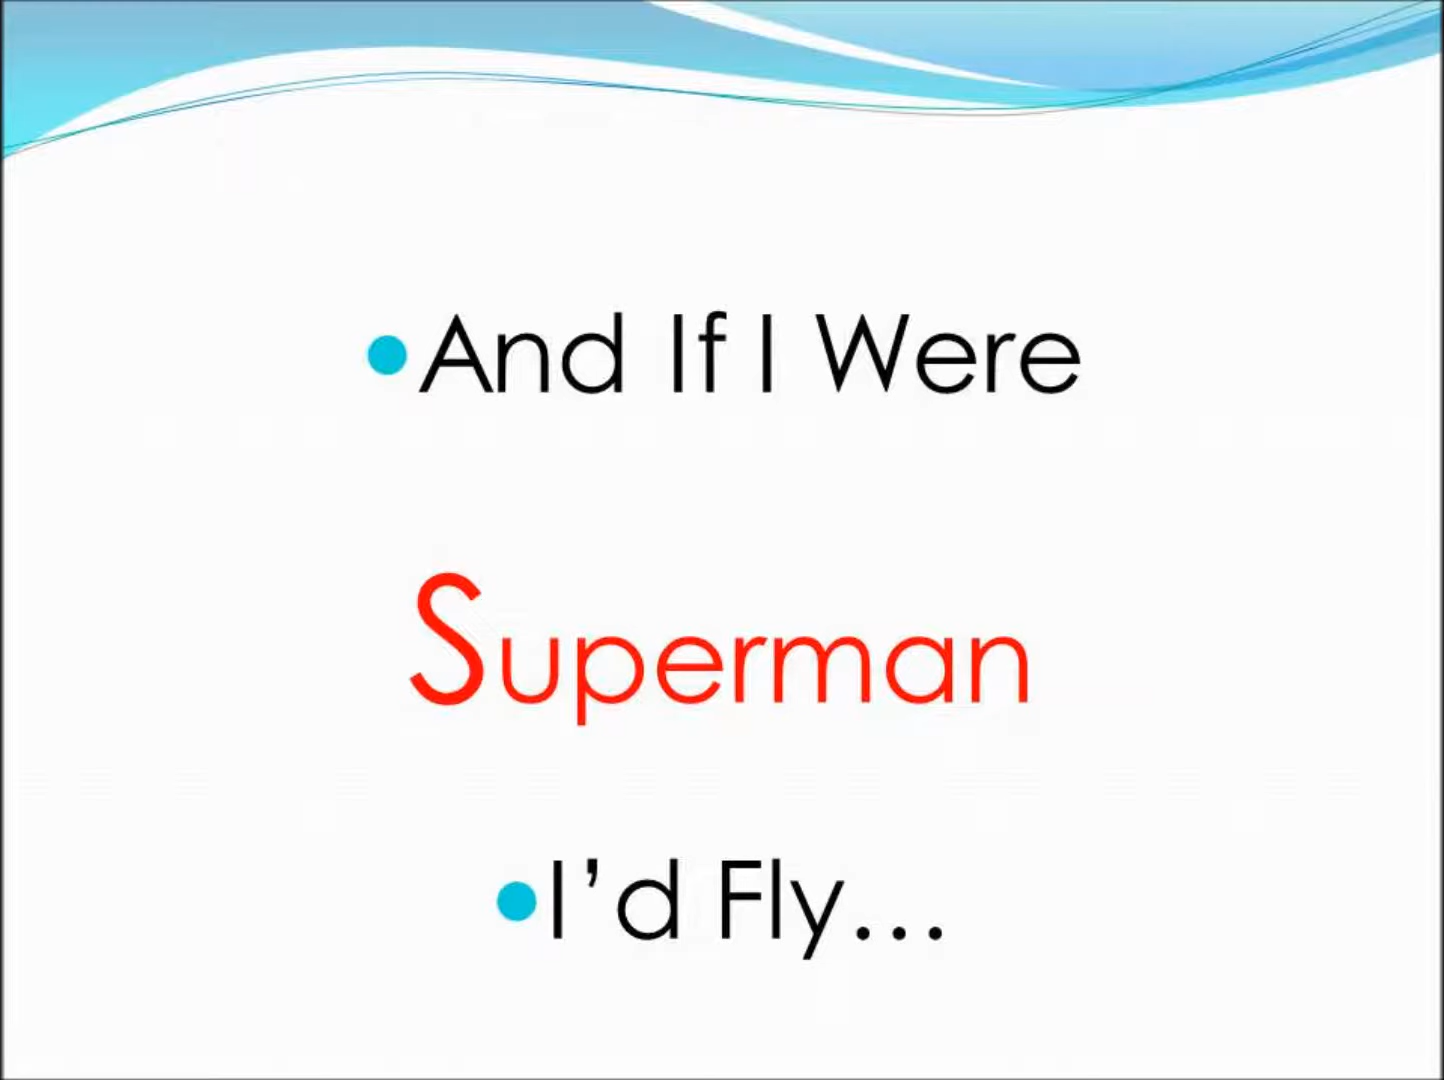 •And If I Were
Superman
•I’d Fly...